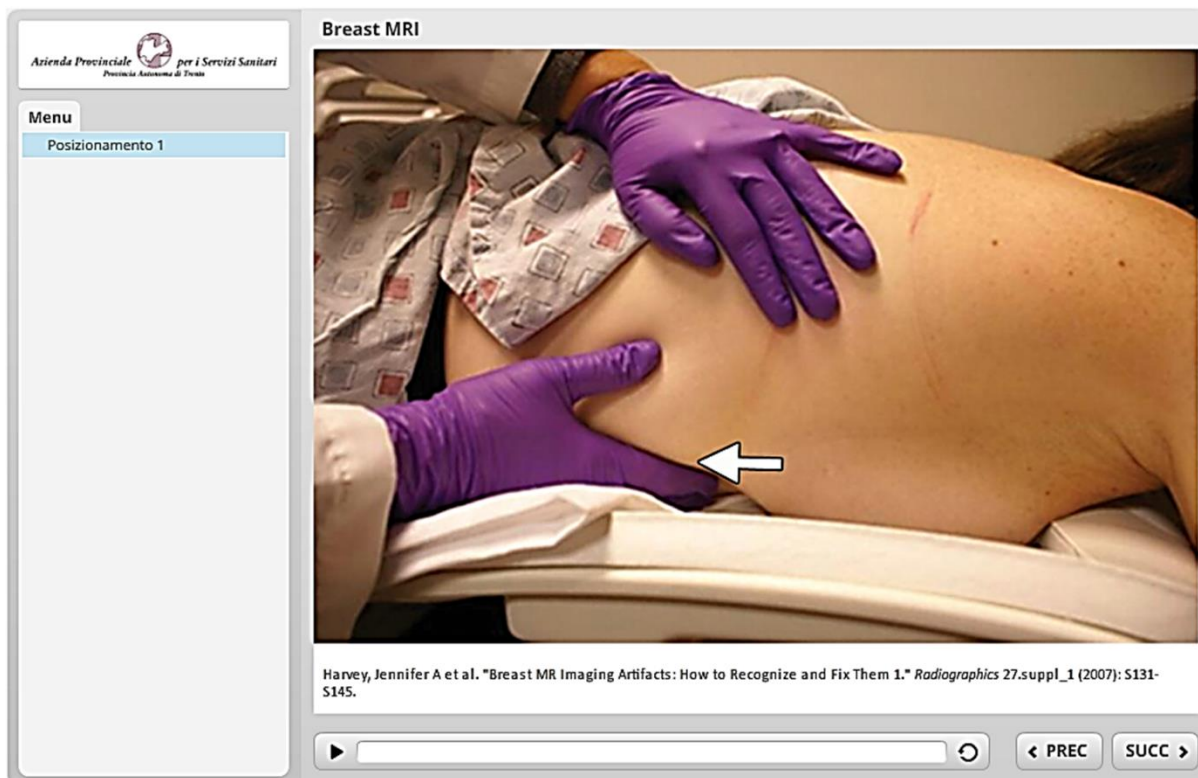 Breast MRI
Azienda Provinciale per i Servizi Sanitari
Provincia Autonoma di Trento
Menu
Posizionamento 1
Harvey, Jennifer A et al. "Breast MR Imaging Artifacts: How to Recognize and Fix Them 1." Radiographics 27.suppl_1 (2007): S131-
S145.
< PREC
SUCC >